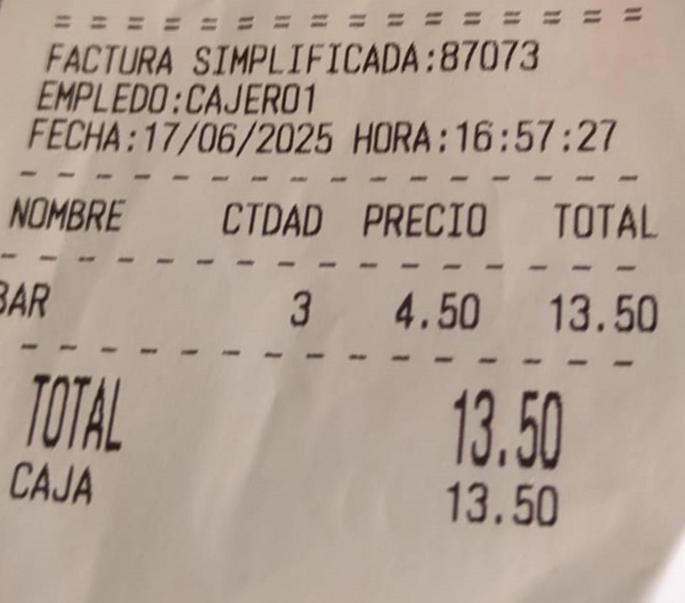 = = = = = = = = = = = = = = = =
FACTURA SIMPLIFICADA:87073
EMPLEDO:CAJERO1
FECHA:17/06/2025 HORA:16:57:27
- - - - - - - - - - - - - - - -
NOMBRE CTDAD PRECIO TOTAL
- - - - - - - - - - - - - - - - -
BAR 3 4.50 13.50
- - - - - - - - - - - - - - - -
TOTAL 13.50
CAJA 13.50